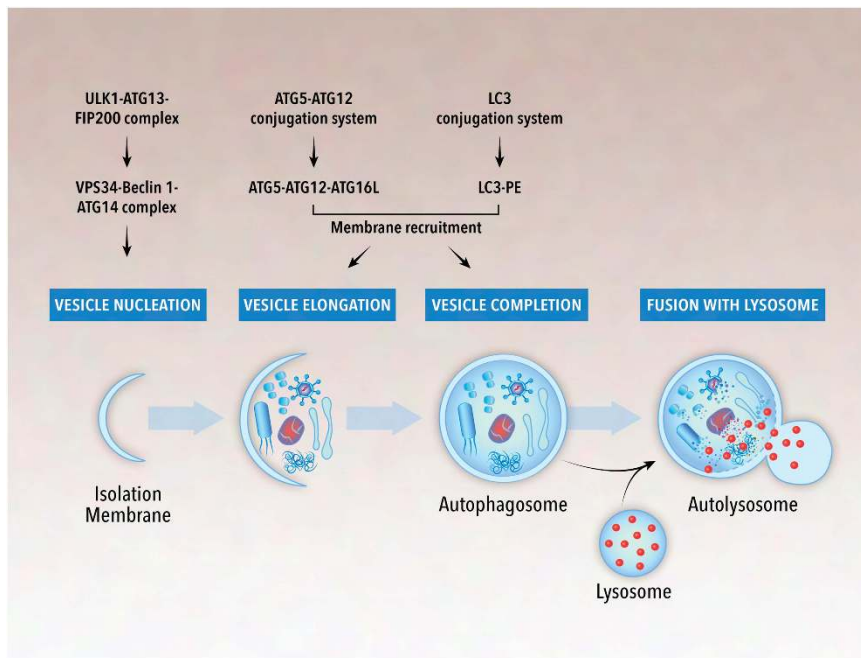 ULK1-ATG13-
FIP200 complex
ATG5-ATG12
conjugation system
LC3
conjugation system
VPS34-Beclin 1-
ATG14 complex
ATG5-ATG12-ATG16L
LC3-PE
Membrane recruitment
VESICLE NUCLEATION
VESICLE ELONGATION
VESICLE COMPLETION
FUSION WITH LYSOSOME
Isolation
Membrane
Autophagosome
Autolysosome
Lysosome